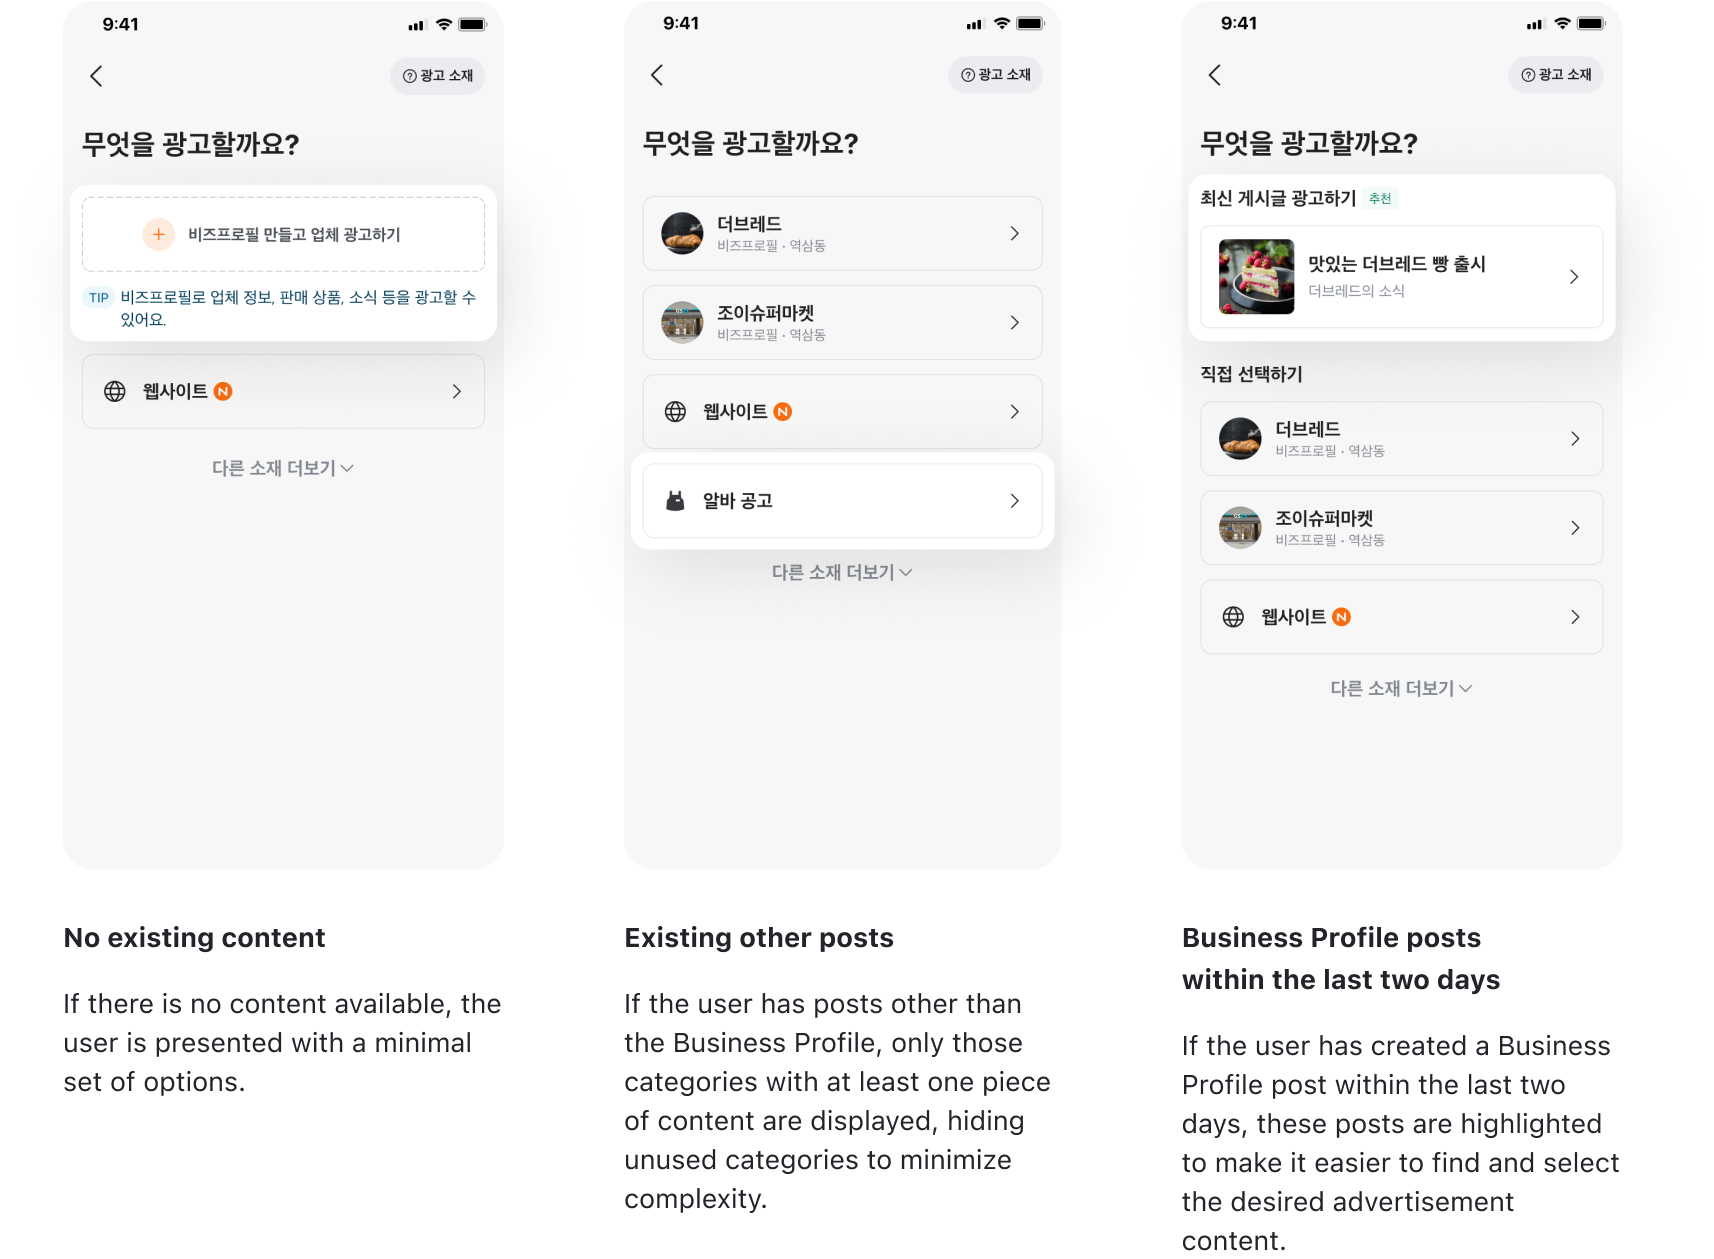 9:41
광고 소재
무엇을 광고할까요?
비즈프로필 만들고 업체 광고하기
TIP 비즈프로필로 업체 정보, 판매 상품, 소식 등을 광고할 수
있어요.
웹사이트 N
다른 소재 더보기
No existing content
If there is no content available, the
user is presented with a minimal
set of options.
9:41
광고 소재
무엇을 광고할까요?
더브레드
비즈프로필 · 역삼동
조이슈퍼마켓
비즈프로필 · 역삼동
웹사이트 N
알바 공고
다른 소재 더보기
Existing other posts
If the user has posts other than
the Business Profile, only those
categories with at least one piece
of content are displayed, hiding
unused categories to minimize
complexity.
9:41
광고 소재
무엇을 광고할까요?
최신 게시글 광고하기 추천
맛있는 더브레드 빵 출시
더브레드의 소식
직접 선택하기
더브레드
비즈프로필 · 역삼동
조이슈퍼마켓
비즈프로필 · 역삼동
웹사이트 N
다른 소재 더보기
Business Profile posts
within the last two days
If the user has created a Business
Profile post within the last two
days, these posts are highlighted
to make it easier to find and select
the desired advertisement
content.